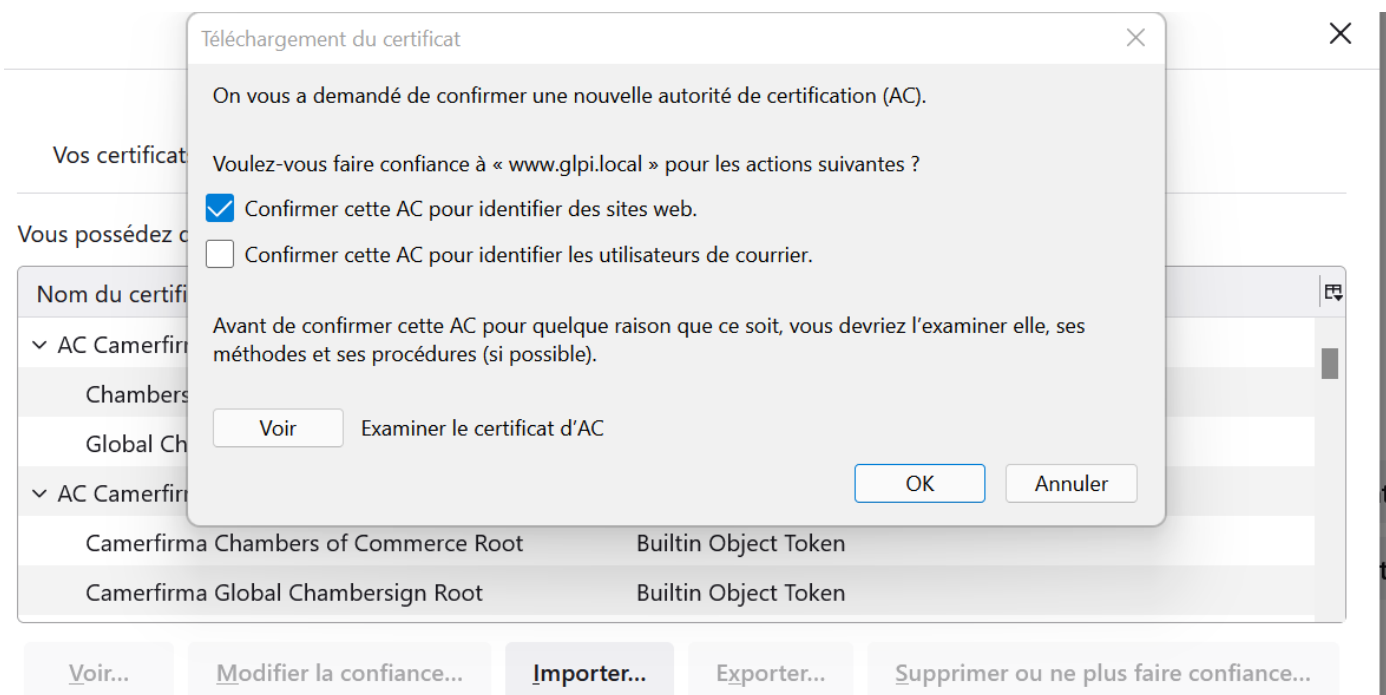 Téléchargement du certificat
On vous a demandé de confirmer une nouvelle autorité de certification (AC).
Vos certificat
Voulez-vous faire confiance à « www.glpi.local » pour les actions suivantes ?
Confirmer cette AC pour identifier des sites web.
Vous possédez
Confirmer cette AC pour identifier les utilisateurs de courrier.
Nom du certifi
Avant de confirmer cette AC pour quelque raison que ce soit, vous devriez l’examiner elle, ses
méthodes et ses procédures (si possible).
AC Camerfir
Chambers
Voir Examiner le certificat d’AC
Global Ch
OK Annuler
AC Camerfir
Camerfirma Chambers of Commerce Root Builtin Object Token
Camerfirma Global Chambersign Root Builtin Object Token
Voir... Modifier la confiance... Importer... Exporter... Supprimer ou ne plus faire confiance...